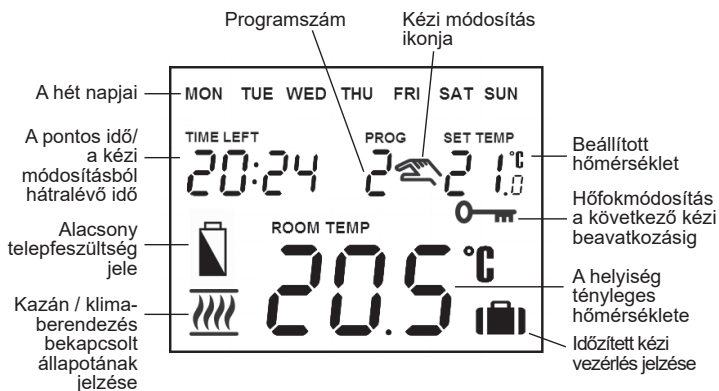 Programszám
Kézi módosítás
ikonja
A hét napjai
MON TUE WED THU FRI SAT SUN
A pontos idő/
a kézi
módosításból
hátralévő idő
TIME LEFT
20:24
PROG
2
SET TEMP
21.0 °C
Beállított
hőmérséklet
Hőfokmódosítás
a következő kézi
beavatkozásig
Alacsony
telepfeszültség
jele
ROOM TEMP
20.5 °C
A helyiség
tényleges
hőmérséklete
Kazán / klíma-
berendezés
bekapcsolt
állapotának
jelzése
Időzített kézi
vezérlés jelzése